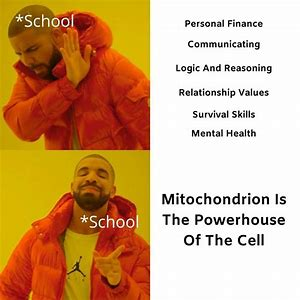 *School
Personal Finance
Communicating
Logic And Reasoning
Relationship Values
Survival Skills
Mental Health
*School
Mitochondrion Is
The Powerhouse
Of The Cell